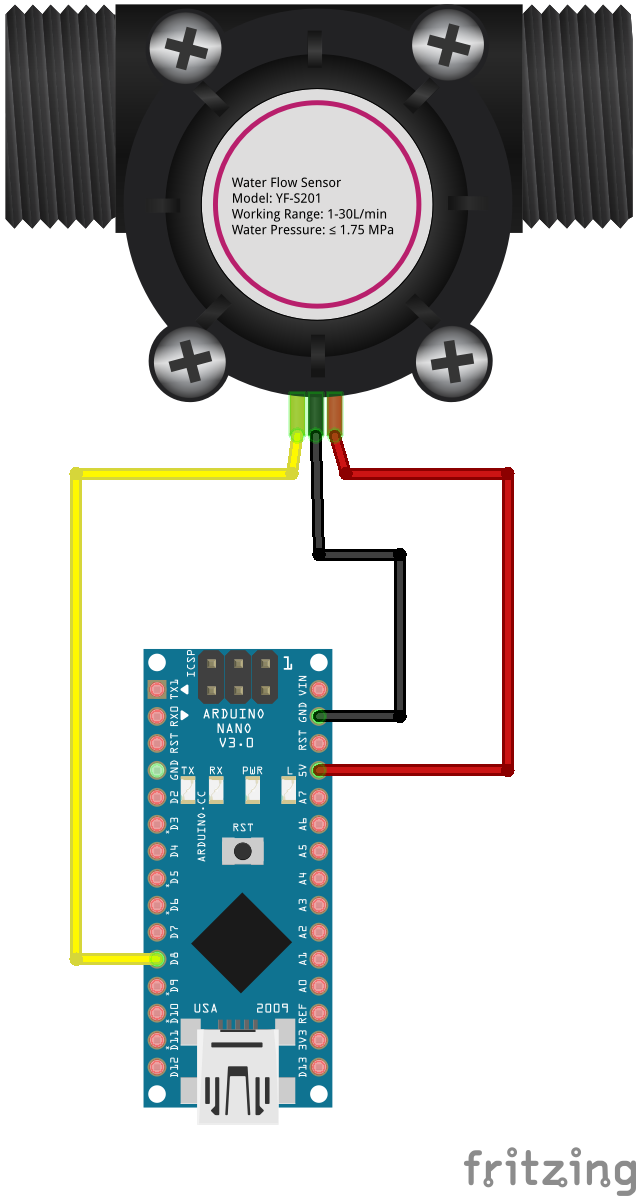 Water Flow Sensor
Model: YF-S201
Working Range: 1-30L/min
Water Pressure: ≤ 1.75 MPa
ICSP
1
TX1
RX0
RST
GND
D2
D3
D4
D5
D6
D7
D8
D9
D10
D11
D12
VIN
GND
RST
5V
A7
A6
A5
A4
A3
A2
A1
A0
REF
3V3
D13
ARDUINO
NANO
V3.0
TX RX PWR L
ARDUINO.CC
RST
USA 2009
fritzing